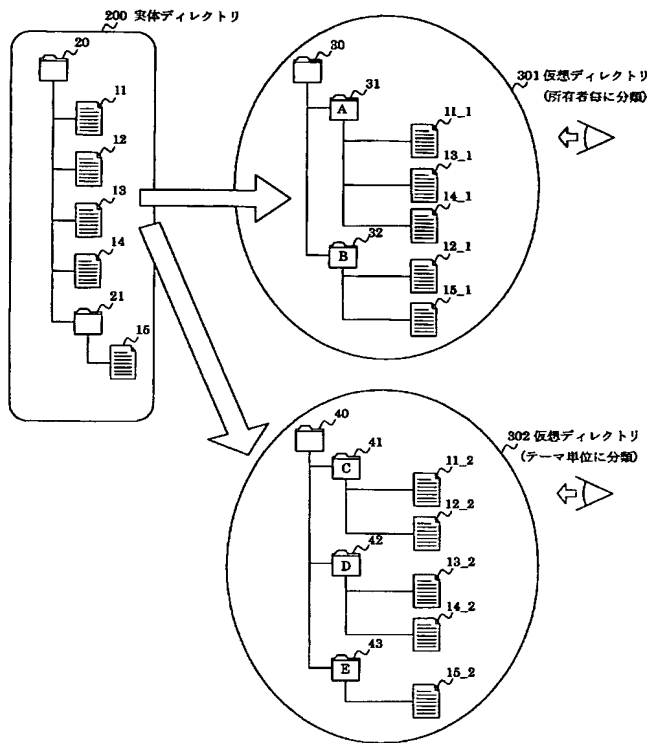 200 実体ディレクトリ
20
11
12
13
14
21
15
30
31
A
11_1
13_1
14_1
32
B
12_1
15_1
301 仮想ディレクトリ
(所有者毎に分類)
40
41
C
11_2
12_2
42
D
13_2
14_2
43
E
15_2
302 仮想ディレクトリ
(テーマ単位に分類)